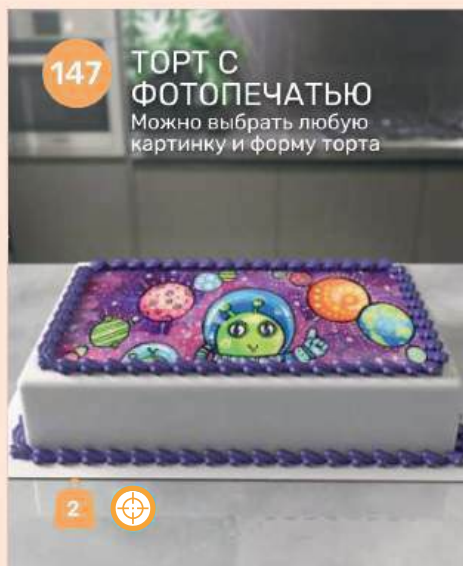 147
ТОРТ С
ФОТОПЕЧАТЬЮ
Можно выбрать любую
картинку и форму торта
2